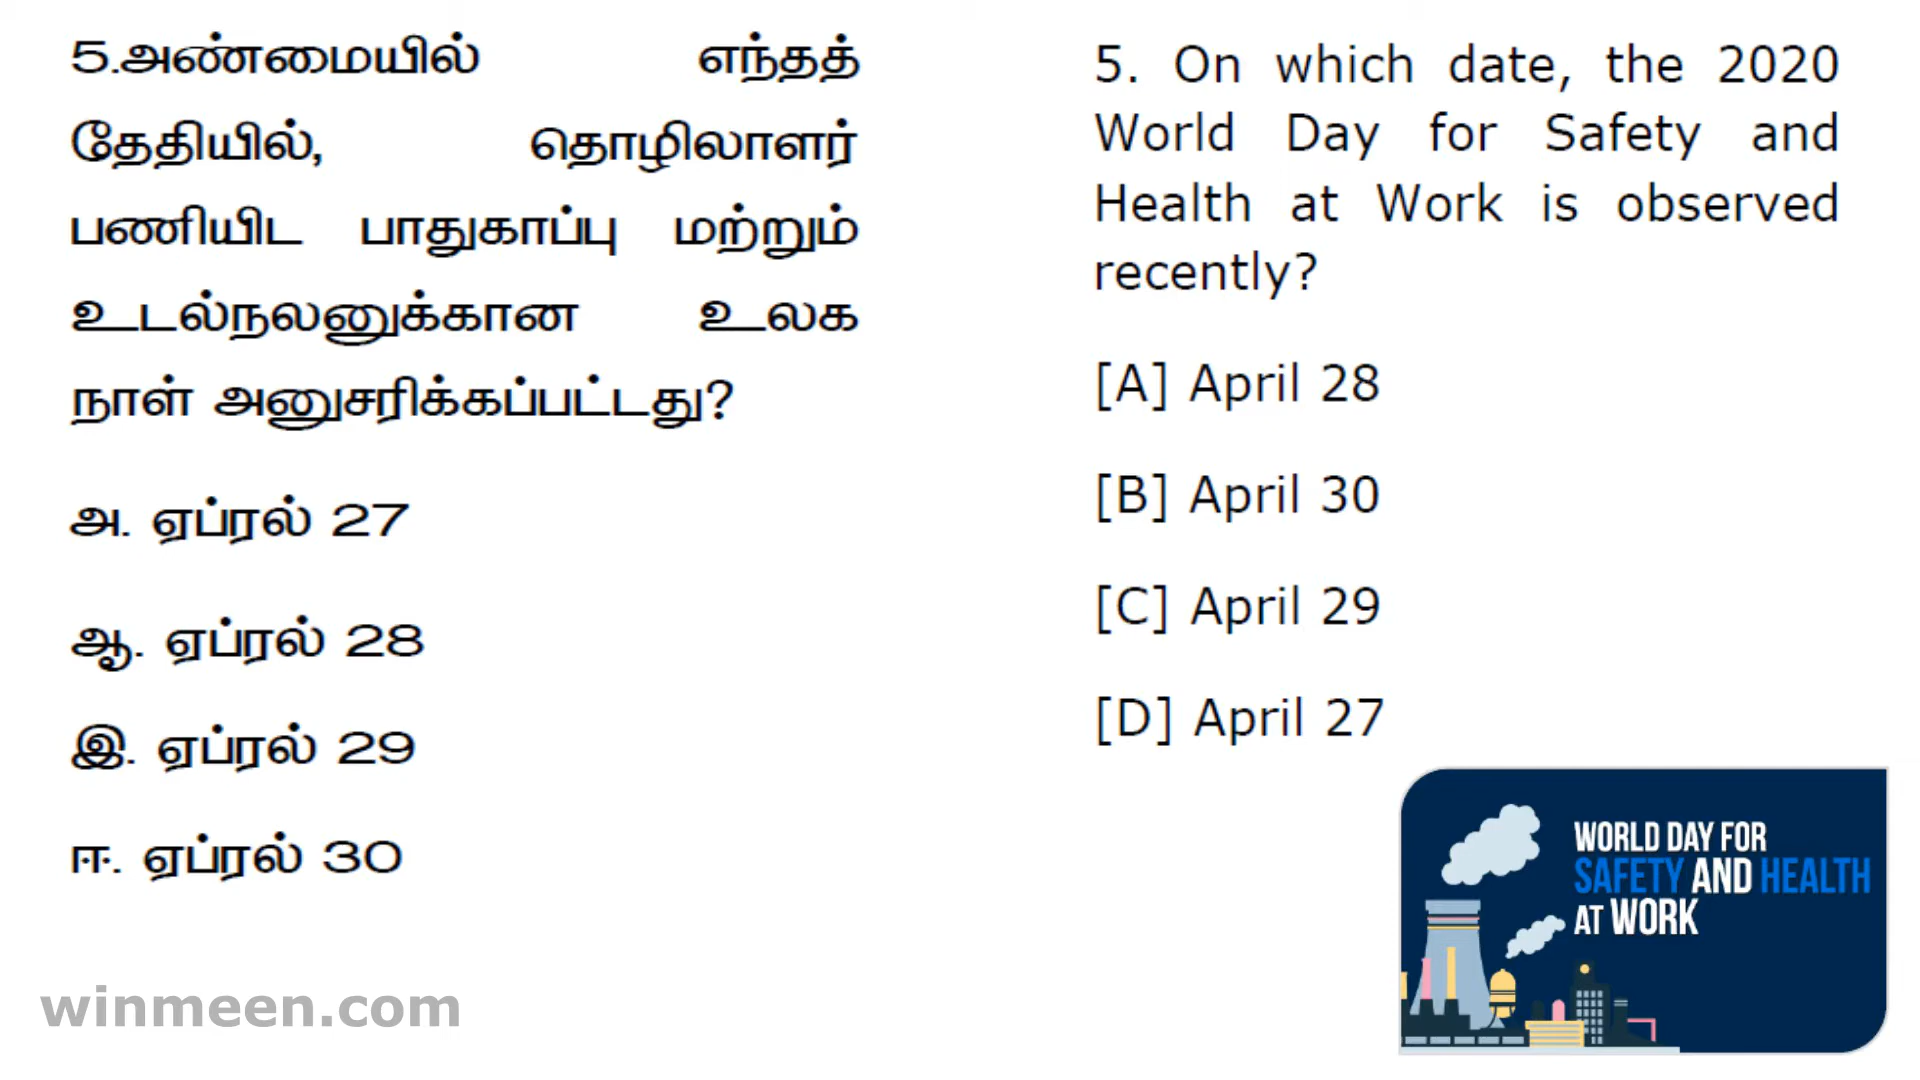 5.அண்மையில் எந்தத்
தேதியில், தொழிலாளர்
பணியிட பாதுகாப்பு மற்றும்
உடல்நலனுக்கான உலக
நாள் அனுசரிக்கப்பட்டது?
அ. ஏப்ரல் 27
ஆ. ஏப்ரல் 28
இ. ஏப்ரல் 29
ஈ. ஏப்ரல் 30
5. On which date, the 2020
World Day for Safety and
Health at Work is observed
recently?
[A] April 28
[B] April 30
[C] April 29
[D] April 27
WORLD DAY FOR
SAFETY AND HEALTH
AT WORK
winmeen.com